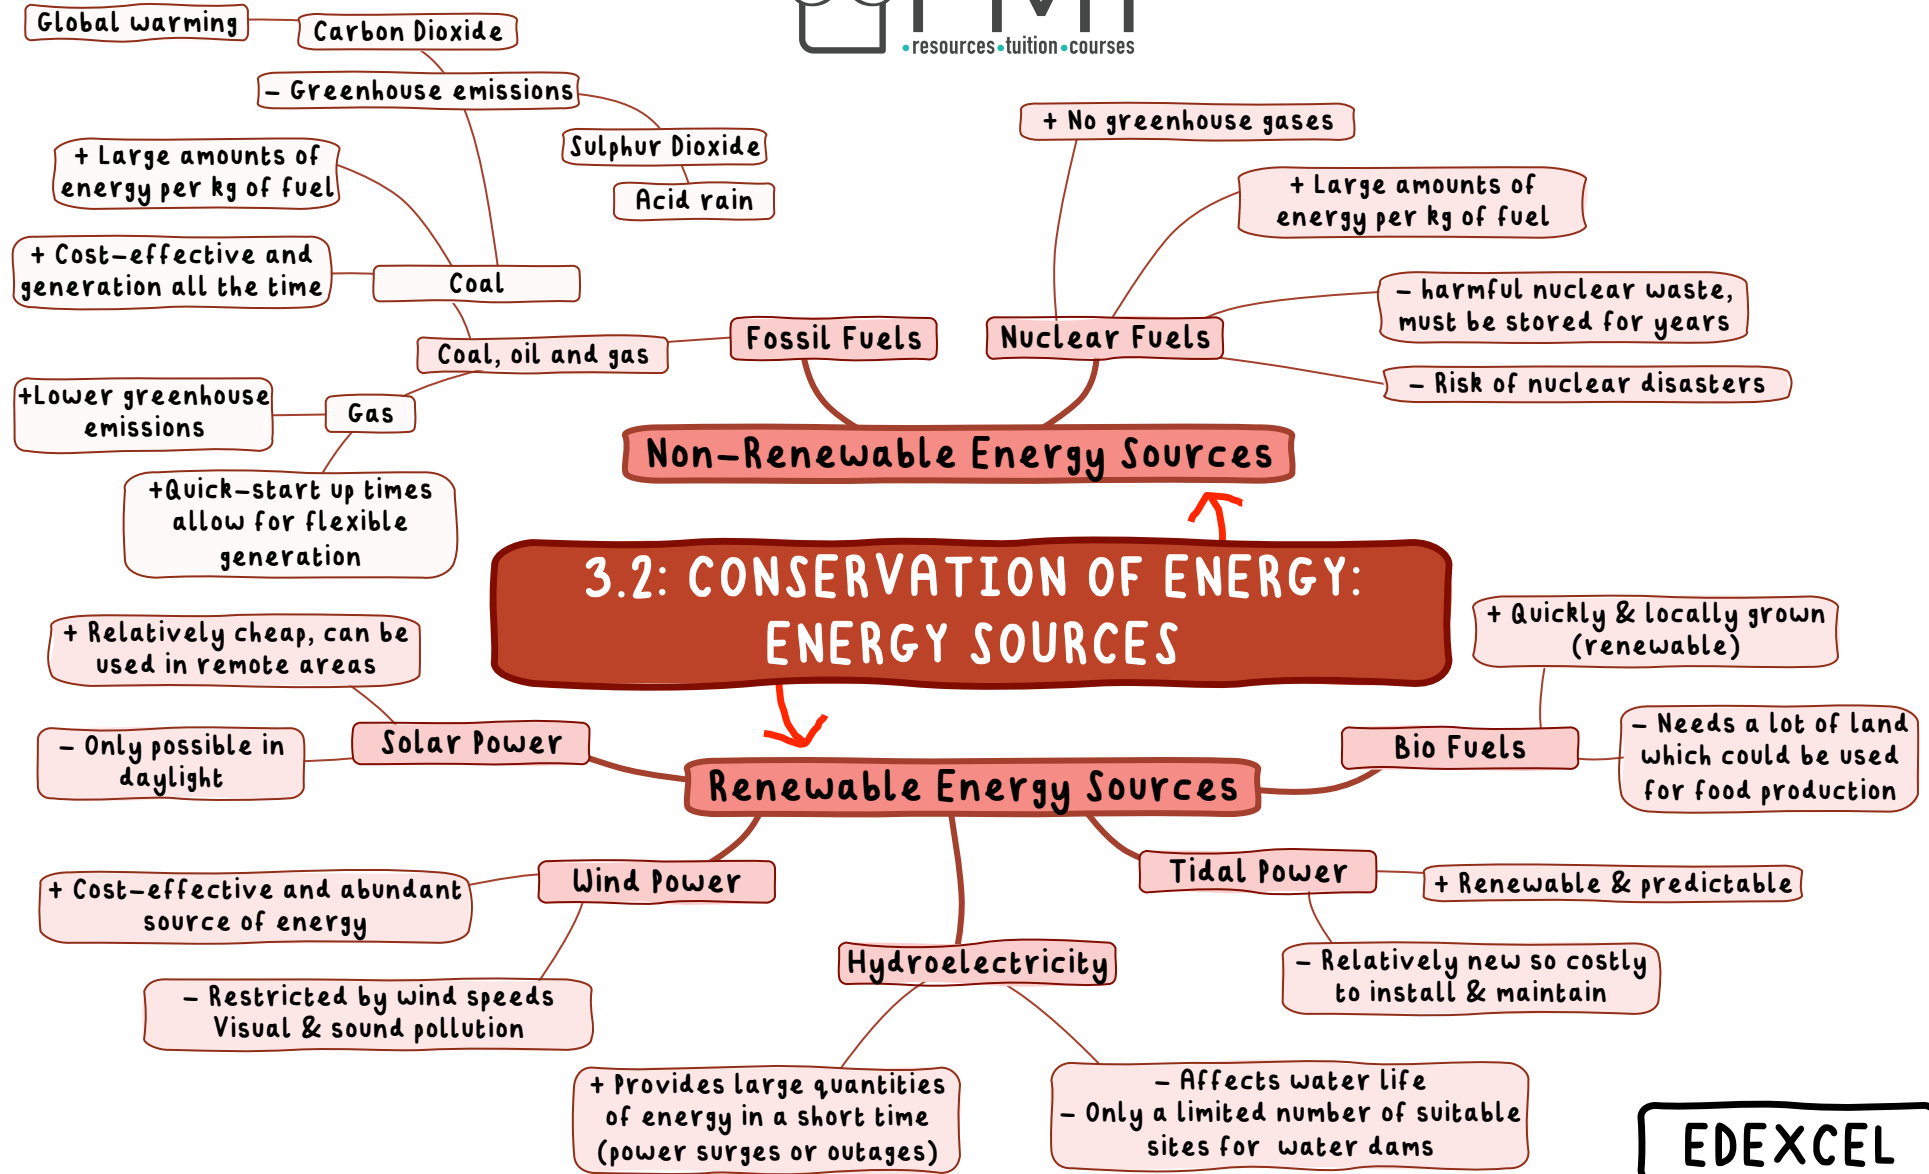 •resources•tuition•courses
Global warming
Carbon Dioxide
– Greenhouse emissions
Sulphur Dioxide
Acid rain
+ Large amounts of
energy per kg of fuel
+ Cost–effective and
generation all the time
Coal
Coal, oil and gas
Fossil Fuels
+Lower greenhouse
emissions
Gas
+Quick–start up times
allow for flexible
generation
+ No greenhouse gases
+ Large amounts of
energy per kg of fuel
– harmful nuclear waste,
must be stored for years
Nuclear Fuels
– Risk of nuclear disasters
Non–Renewable Energy Sources
3.2: CONSERVATION OF ENERGY:
ENERGY SOURCES
+ Relatively cheap, can be
used in remote areas
– Only possible in
daylight
Solar Power
Renewable Energy Sources
Bio Fuels
+ Quickly & locally grown
(renewable)
– Needs a lot of land
which could be used
for food production
+ Cost–effective and abundant
source of energy
Wind Power
– Restricted by wind speeds
Visual & sound pollution
Hydroelectricity
+ Provides large quantities
of energy in a short time
(power surges or outages)
– Affects water life
– Only a limited number of suitable
sites for water dams
Tidal Power
+ Renewable & predictable
– Relatively new so costly
to install & maintain
EDEXCEL